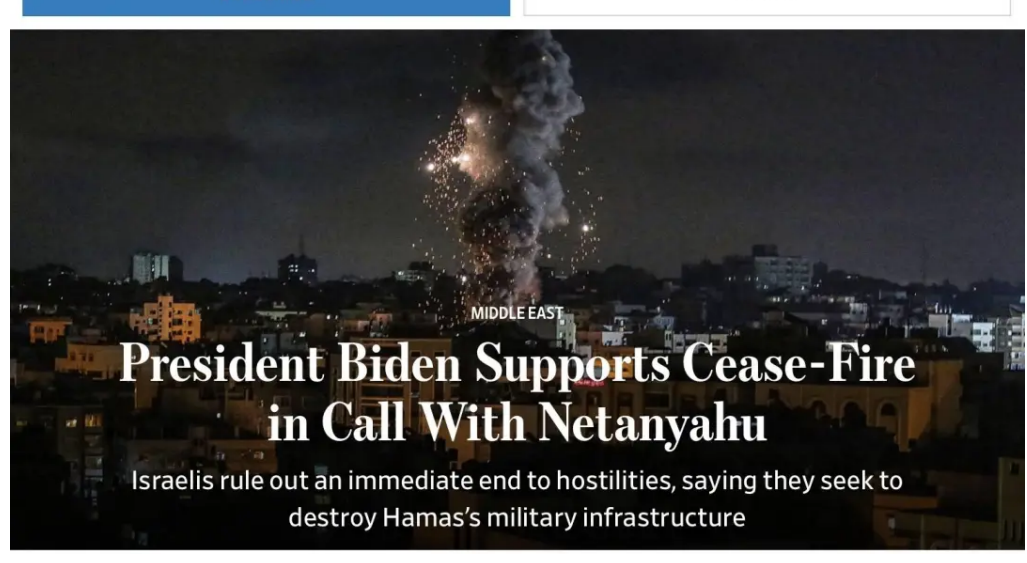 MIDDLE EAST
President Biden Supports Cease-Fire
in Call With Netanyahu
Israelis rule out an immediate end to hostilities, saying they seek to
destroy Hamas’s military infrastructure